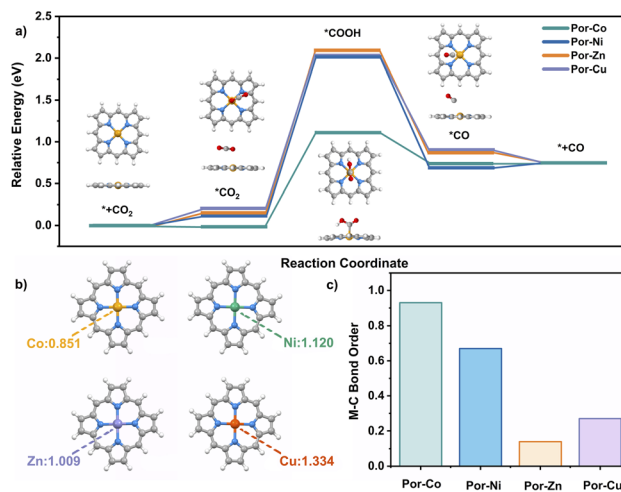 a)
2.5
2.0
1.5
1.0
0.5
0.0
Relative Energy (eV)
*+CO2
*CO2
*COOH
*CO
*+CO
Por-Co
Por-Ni
Por-Zn
Por-Cu
Reaction Coordinate
b)
Co:0.851
Ni:1.120
Zn:1.009
Cu:1.334
c)
M-C Bond Order
1.0
0.8
0.6
0.4
0.2
0.0
Por-Co
Por-Ni
Por-Zn
Por-Cu